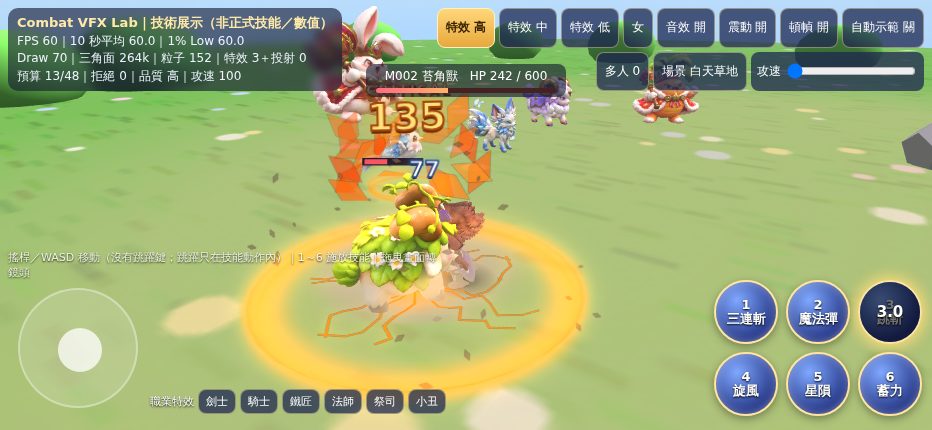 Combat VFX Lab｜技術展示（非正式技能／數值）
FPS 60｜10 秒平均 60.0｜1% Low 60.0
Draw 70｜三角面 264k｜粒子 152｜特效 3＋投射 0
預算 13/48｜拒絕 0｜品質 高｜攻速 100
特效 高
特效 中
特效 低
女
音效 開
震動 開
頓幀 開
自動示範 關
多人 0
場景 白天草地
攻速
M002 苔角獸 HP 242 / 600
135
77
搖桿／WASD 移動（沒有跳躍鍵；跳躍只在技能動作內）｜1～6 施放技能｜拖曳畫面轉
鏡頭
1
三連斬
2
魔法彈
3.0
4
旋風
5
星隕
6
蓄力
職業特效
劍士
騎士
鐵匠
法師
祭司
小丑